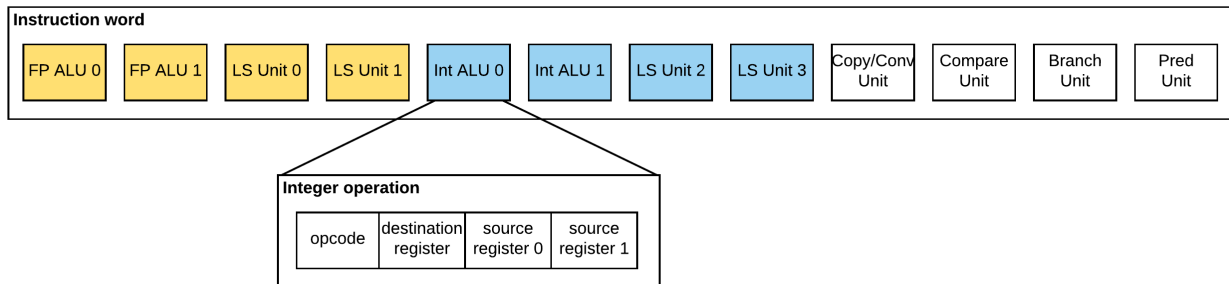 Instruction word
FP ALU 0
FP ALU 1
LS Unit 0
LS Unit 1
Int ALU 0
Int ALU 1
LS Unit 2
LS Unit 3
Copy/Conv
Unit
Compare
Unit
Branch
Unit
Pred
Unit
Integer operation
opcode
destination
register
source
register 0
source
register 1